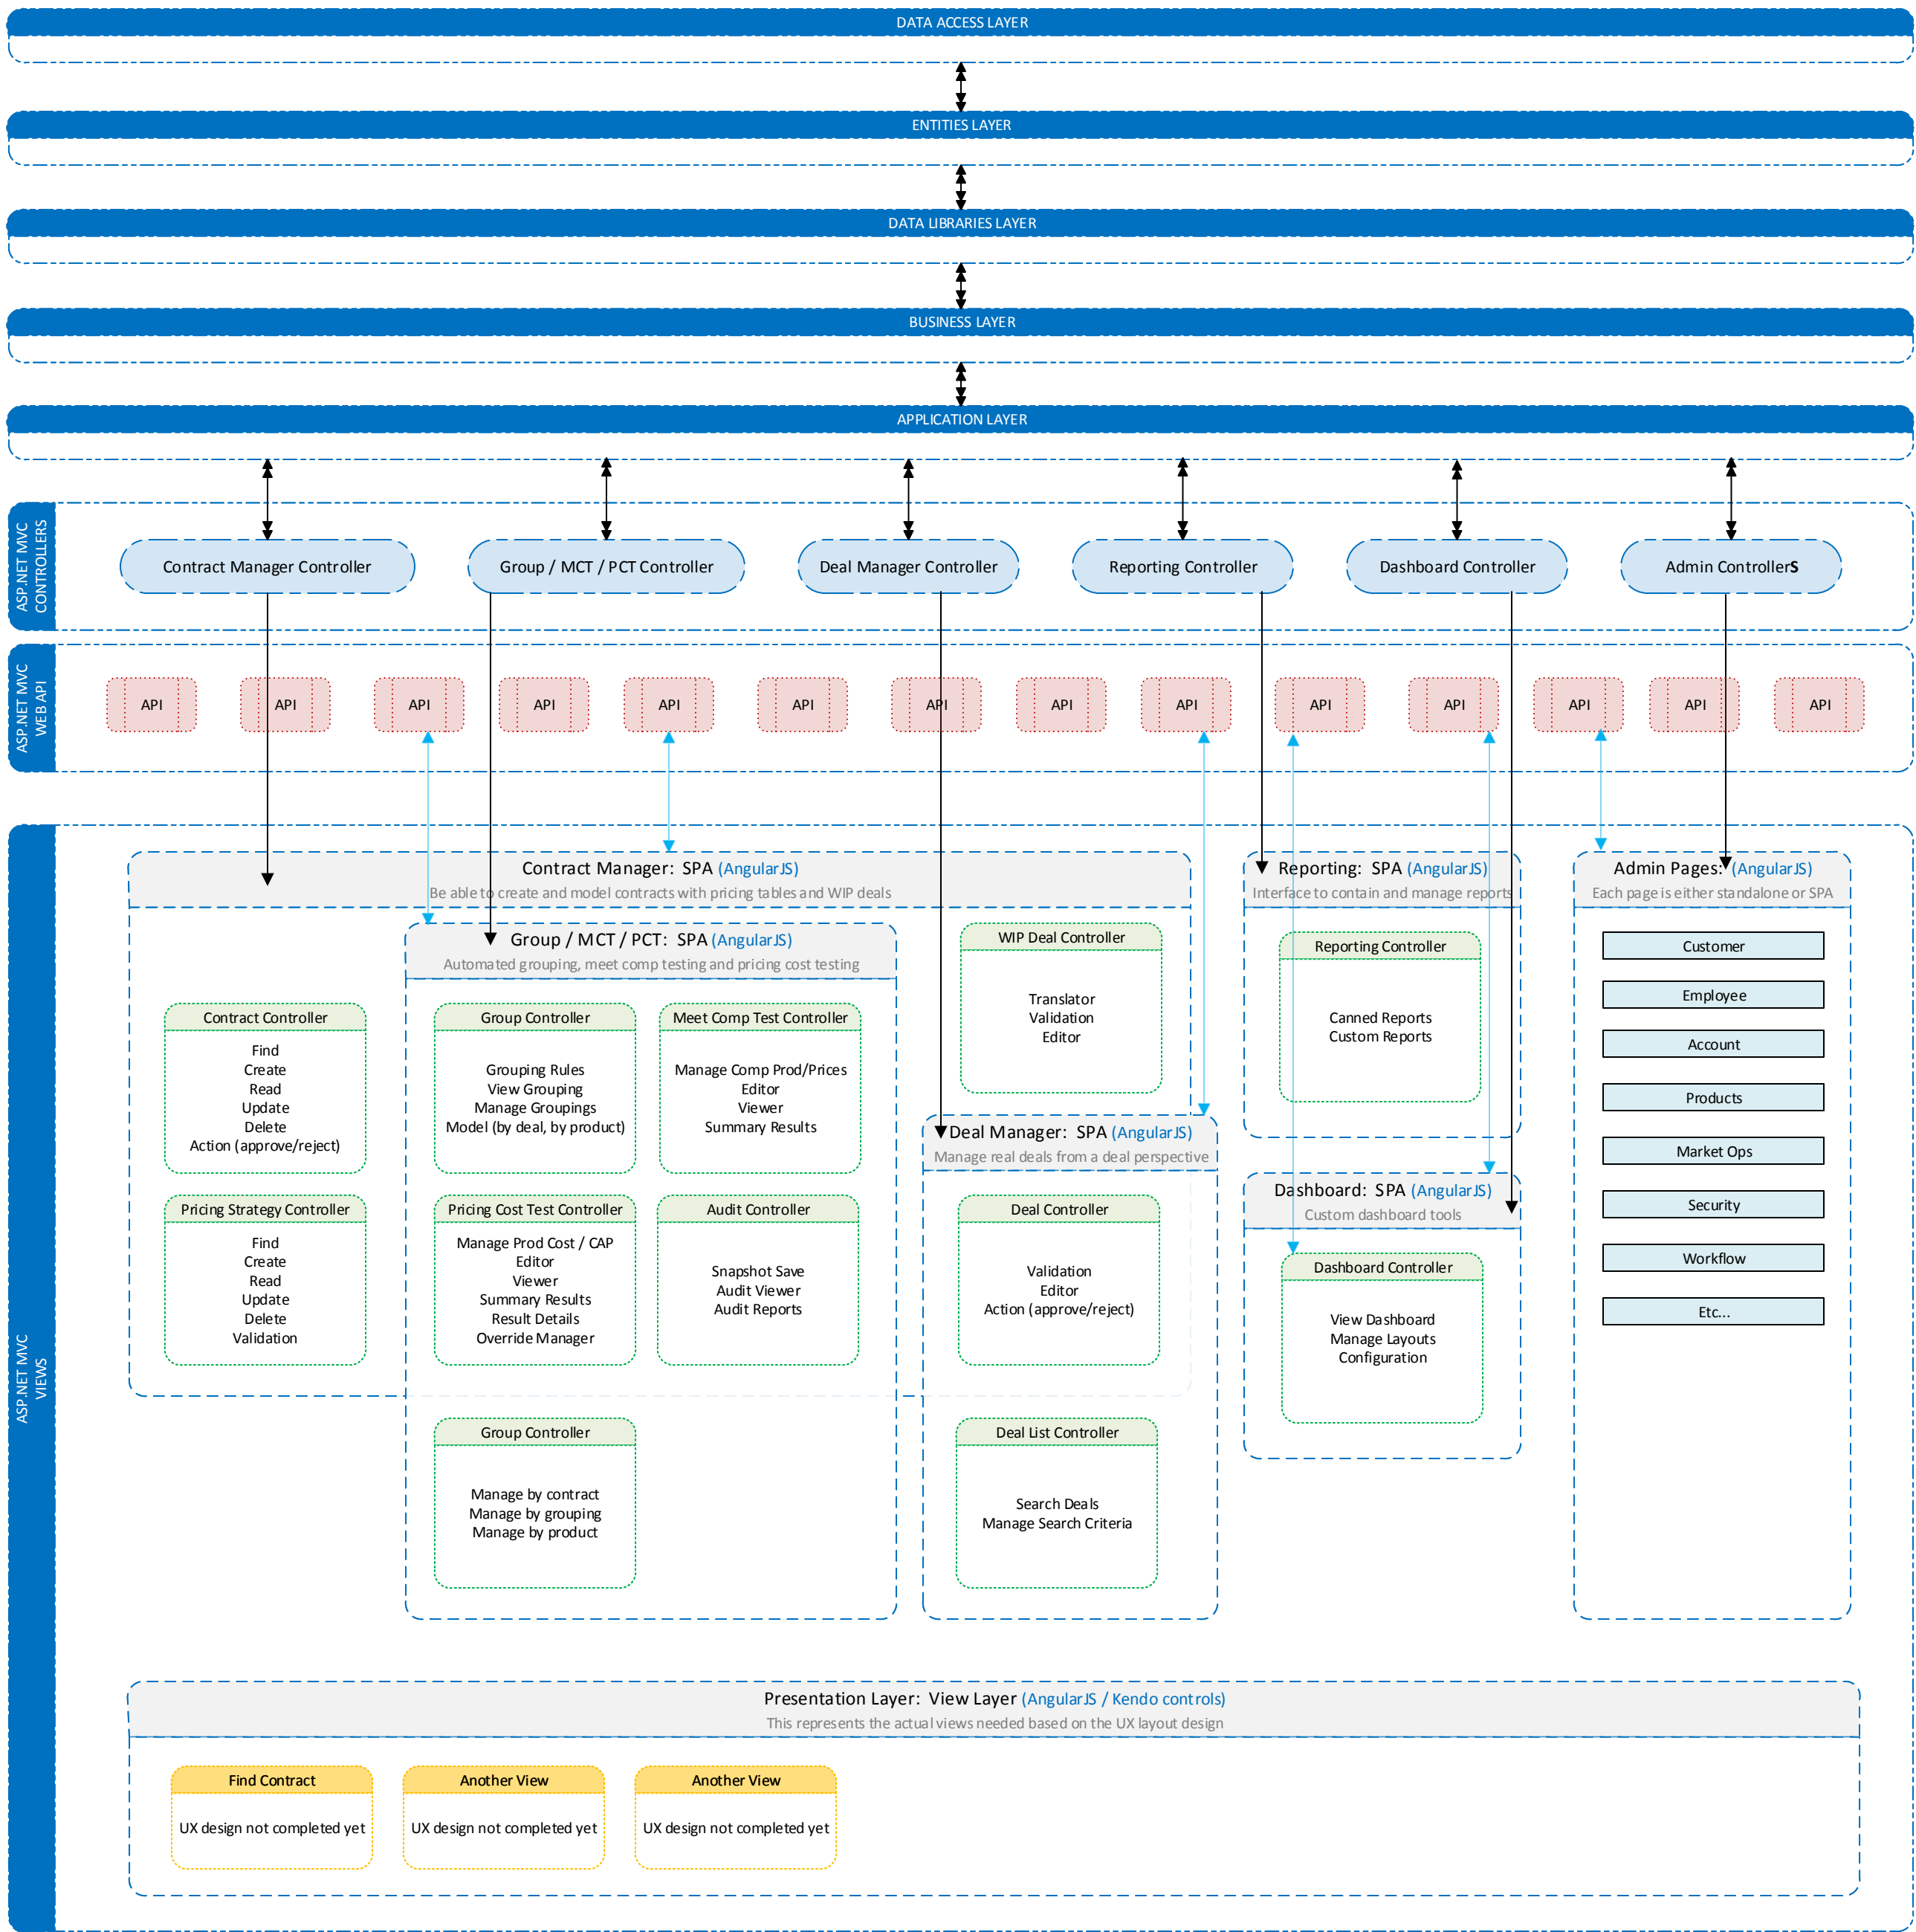 DATA ACCESS LAYER
ENTITIES LAYER
DATA LIBRARIES LAYER
BUSINESS LAYER
APPLICATION LAYER
ASP.NET MVC
CONTROLLERS
Contract Manager Controller
Group / MCT / PCT Controller
Deal Manager Controller
Reporting Controller
Dashboard Controller
Admin ControllerS
ASP.NET MVC
WEB API
API
API
API
API
API
API
API
API
API
API
API
API
API
API
ASP.NET MVC
VIEWS
Contract Manager: SPA (AngularJS)
Be able to create and model contracts with pricing tables and WIP deals
Contract Controller
Find
Create
Read
Update
Delete
Action (approve/reject)
Pricing Strategy Controller
Find
Create
Read
Update
Delete
Validation
Group / MCT / PCT: SPA (AngularJS)
Automated grouping, meet comp testing and pricing cost testing
Group Controller
Grouping Rules
View Grouping
Manage Groupings
Model (by deal, by product)
Meet Comp Test Controller
Manage Comp Prod/Prices
Editor
Viewer
Summary Results
Pricing Cost Test Controller
Manage Prod Cost / CAP
Editor
Viewer
Summary Results
Result Details
Override Manager
Audit Controller
Snapshot Save
Audit Viewer
Audit Reports
Group Controller
Manage by contract
Manage by grouping
Manage by product
WIP Deal Controller
Translator
Validation
Editor
Deal Manager: SPA (AngularJS)
Manage real deals from a deal perspective
Deal Controller
Validation
Editor
Action (approve/reject)
Deal List Controller
Search Deals
Manage Search Criteria
Reporting: SPA (AngularJS)
Interface to contain and manage reports
Reporting Controller
Canned Reports
Custom Reports
Dashboard: SPA (AngularJS)
Custom dashboard tools
Dashboard Controller
View Dashboard
Manage Layouts
Configuration
Admin Pages: (AngularJS)
Each page is either standalone or SPA
Customer
Employee
Account
Products
Market Ops
Security
Workflow
Etc...
Presentation Layer: View Layer (AngularJS / Kendo controls)
This represents the actual views needed based on the UX layout design
Find Contract
UX design not completed yet
Another View
UX design not completed yet
Another View
UX design not completed yet